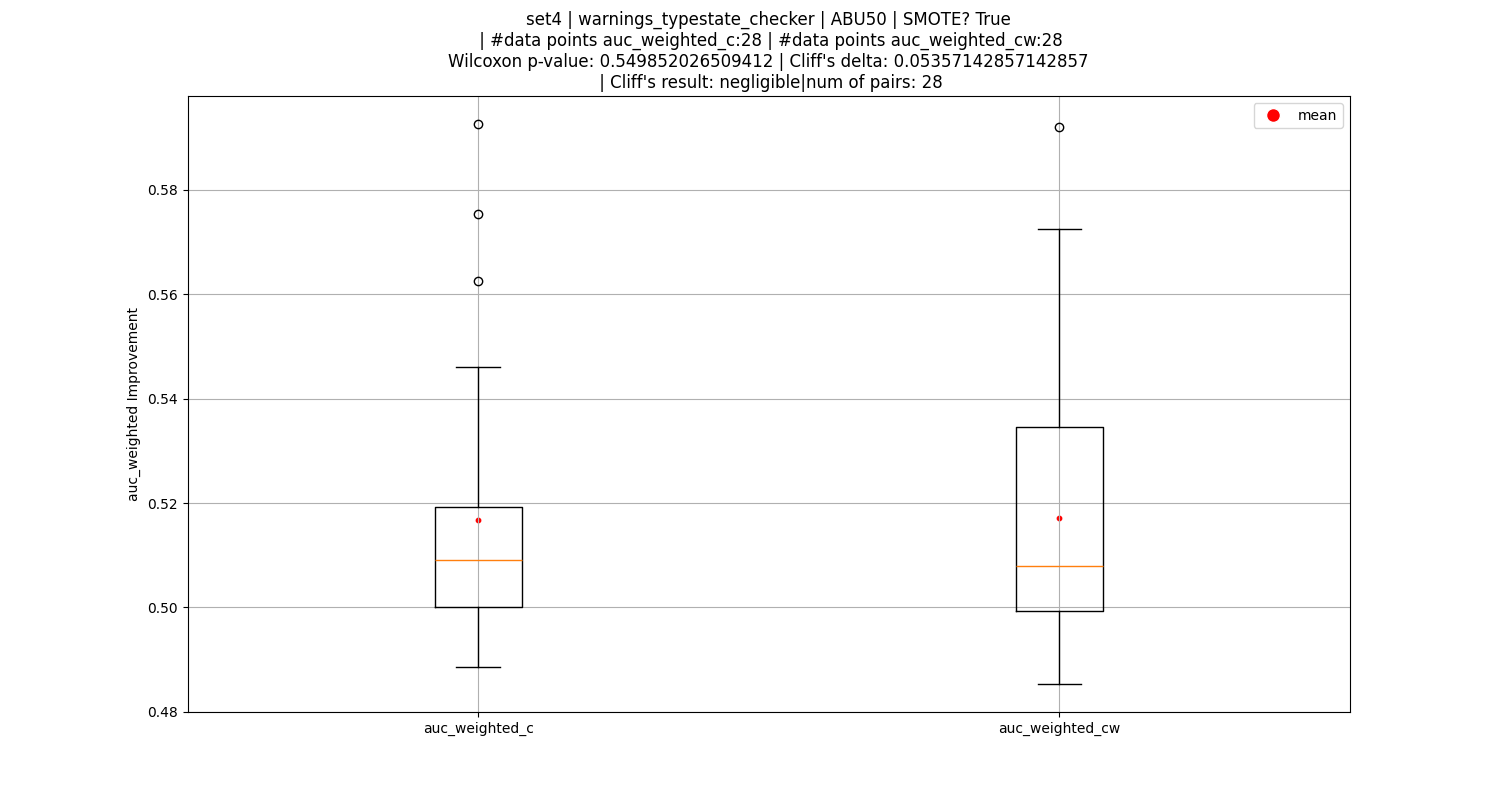 set4 | warnings_typestate_checker | ABU50 | SMOTE? True
| #data points auc_weighted_c:28 | #data points auc_weighted_cw:28
Wilcoxon p-value: 0.549852026509412 | Cliff's delta: 0.05357142857142857
| Cliff's result: negligible|num of pairs: 28
mean
auc_weighted Improvement
0.58
0.56
0.54
0.52
0.50
0.48
auc_weighted_c
auc_weighted_cw